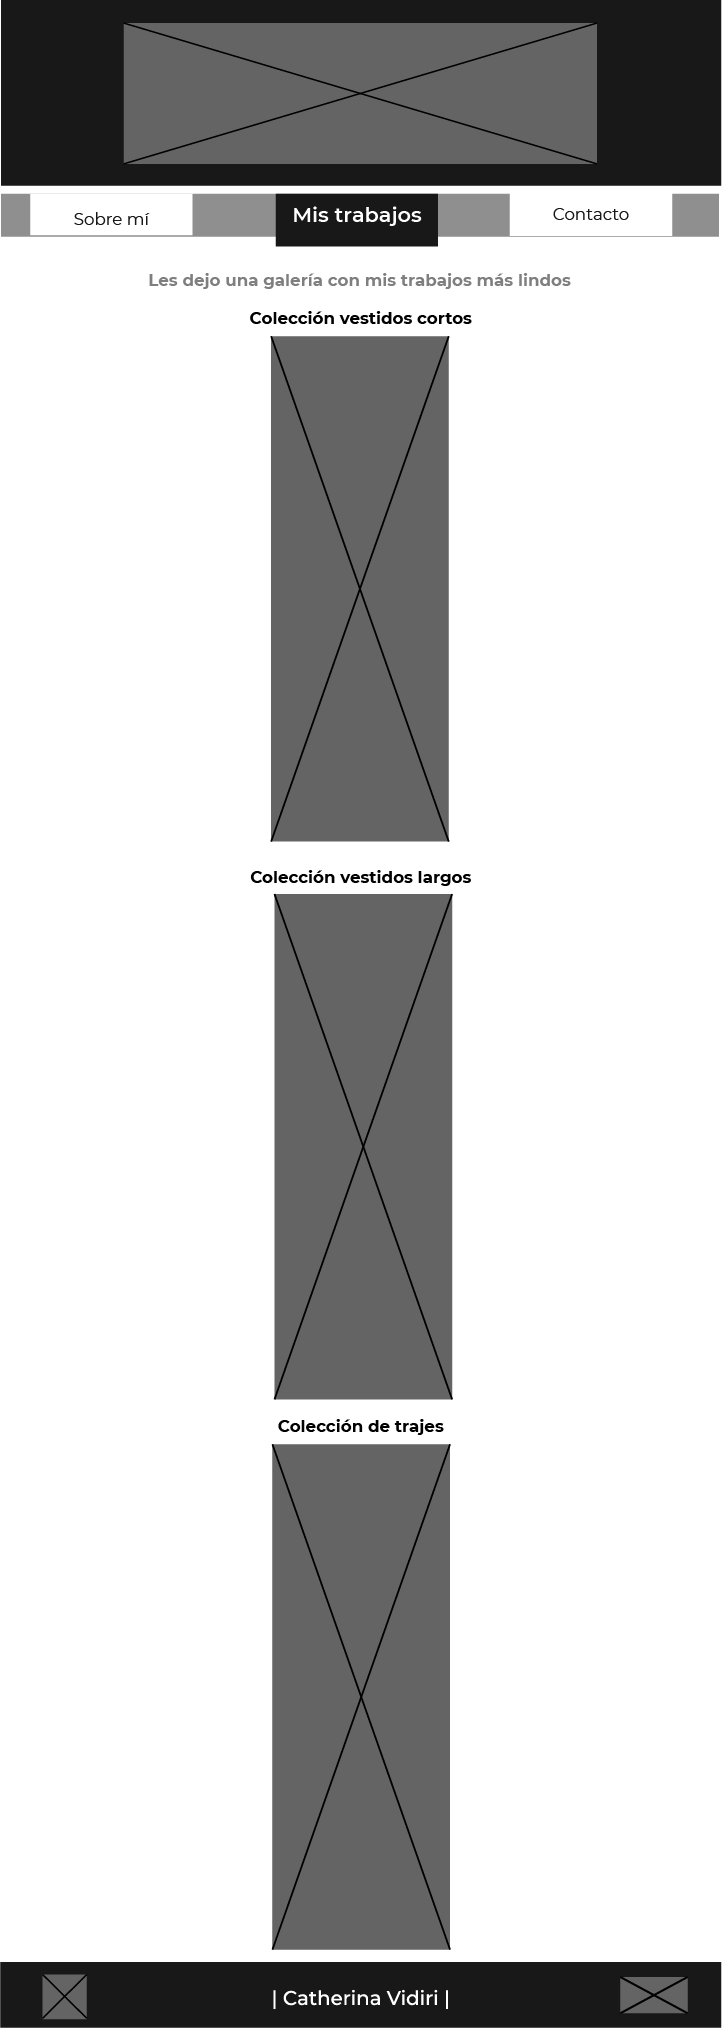 Sobre mí
Mis trabajos
Contacto
Les dejo una galería con mis trabajos más lindos
Colección vestidos cortos
Colección vestidos largos
Colección de trajes
| Catherina Vidiri |